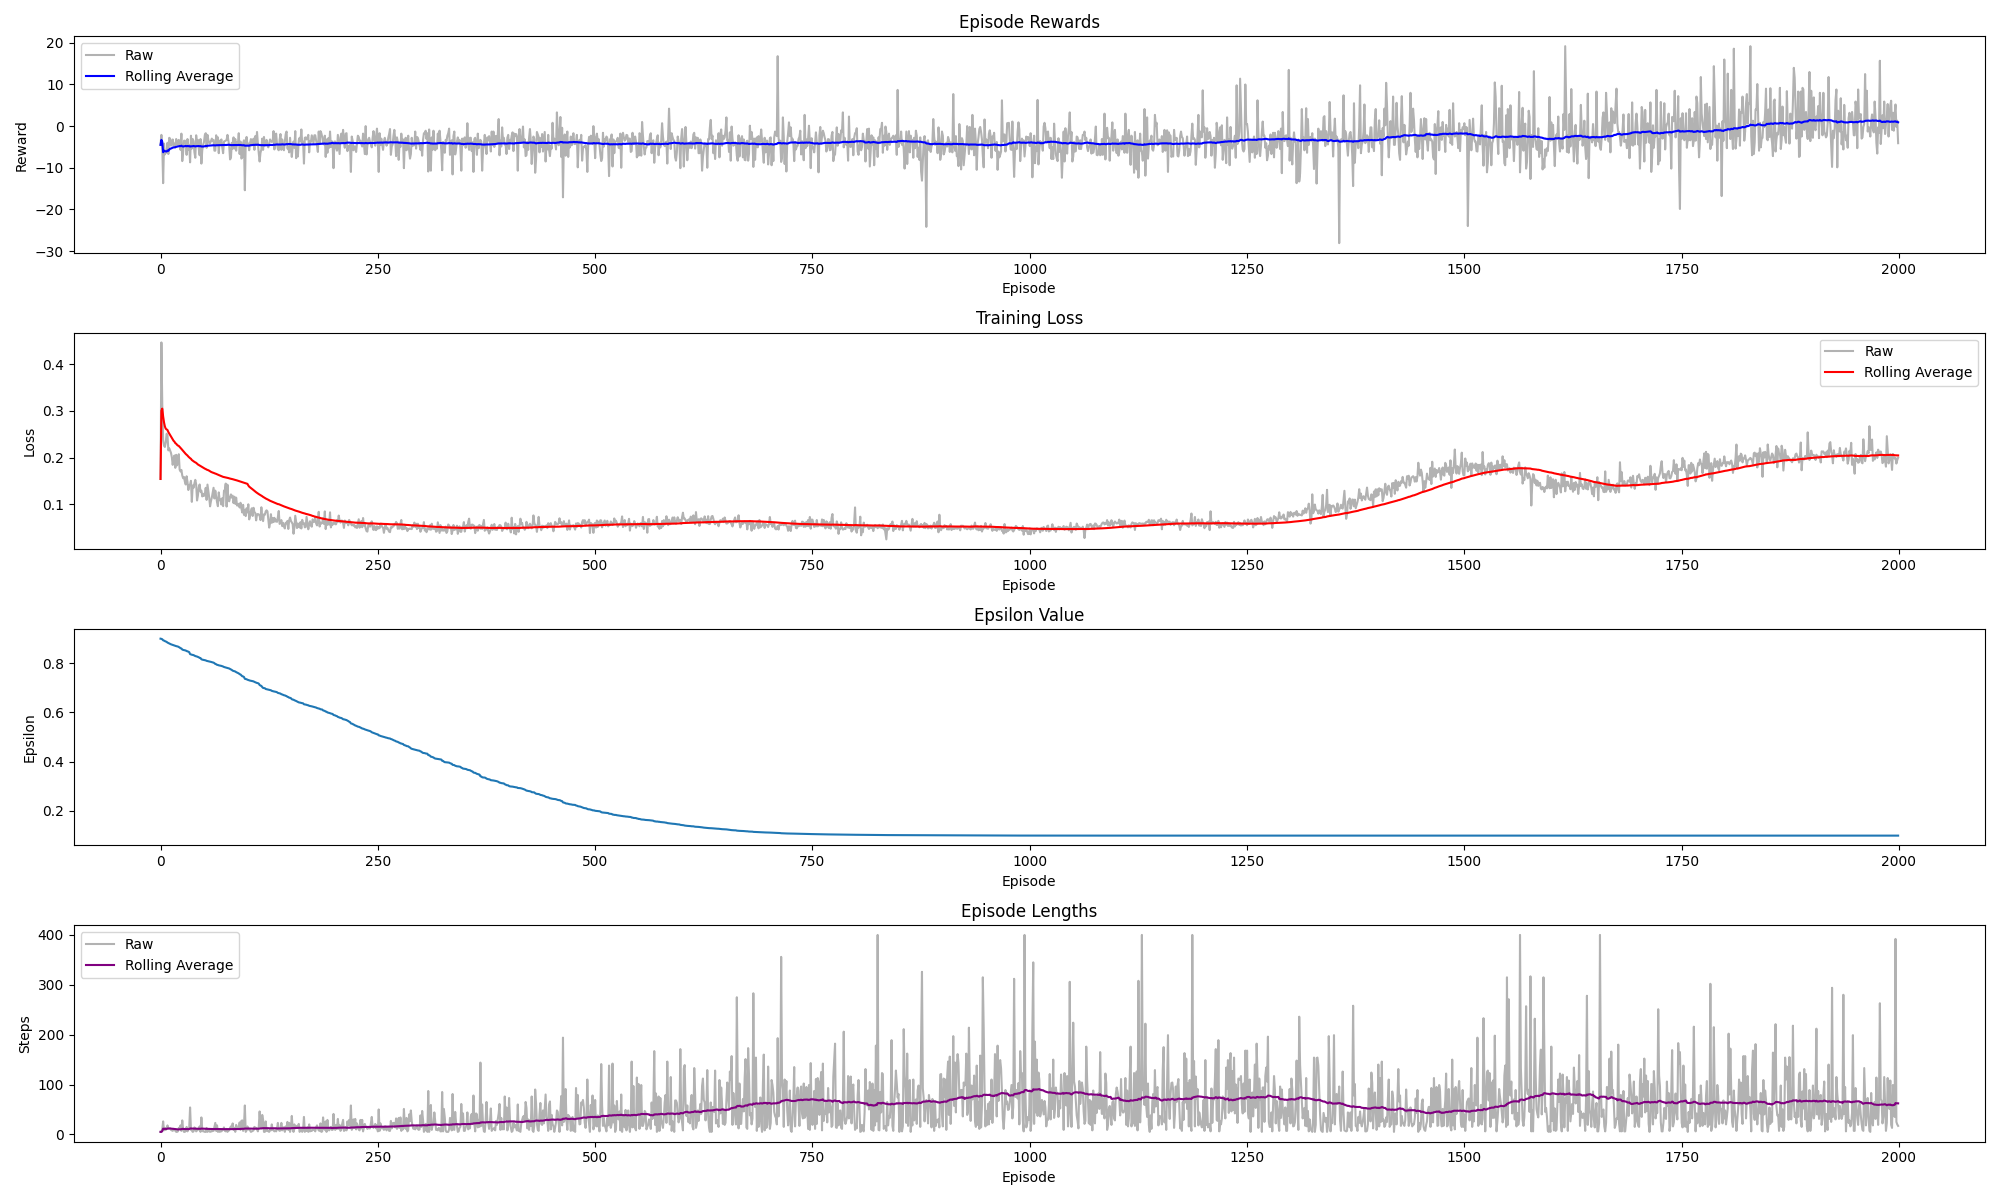 Episode Rewards
Raw
Rolling Average
Reward
20
10
0
−10
−20
−30
0 250 500 750 1000 1250 1500 1750 2000
Episode
Training Loss
Raw
Rolling Average
Loss
0.4
0.3
0.2
0.1
0 250 500 750 1000 1250 1500 1750 2000
Episode
Epsilon Value
Epsilon
0.8
0.6
0.4
0.2
0 250 500 750 1000 1250 1500 1750 2000
Episode
Episode Lengths
Raw
Rolling Average
Steps
400
300
200
100
0
0 250 500 750 1000 1250 1500 1750 2000
Episode